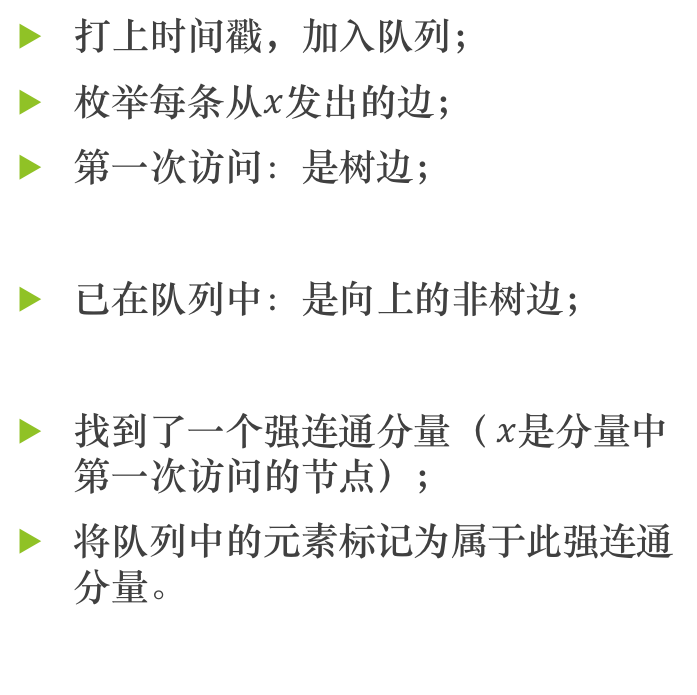 打上时间戳，加入队列；
枚举每条从x发出的边；
第一次访问：是树边；
已在队列中：是向上的非树边；
找到了一个强连通分量（x是分量中
第一次访问的节点）；
将队列中的元素标记为属于此强连通
分量。